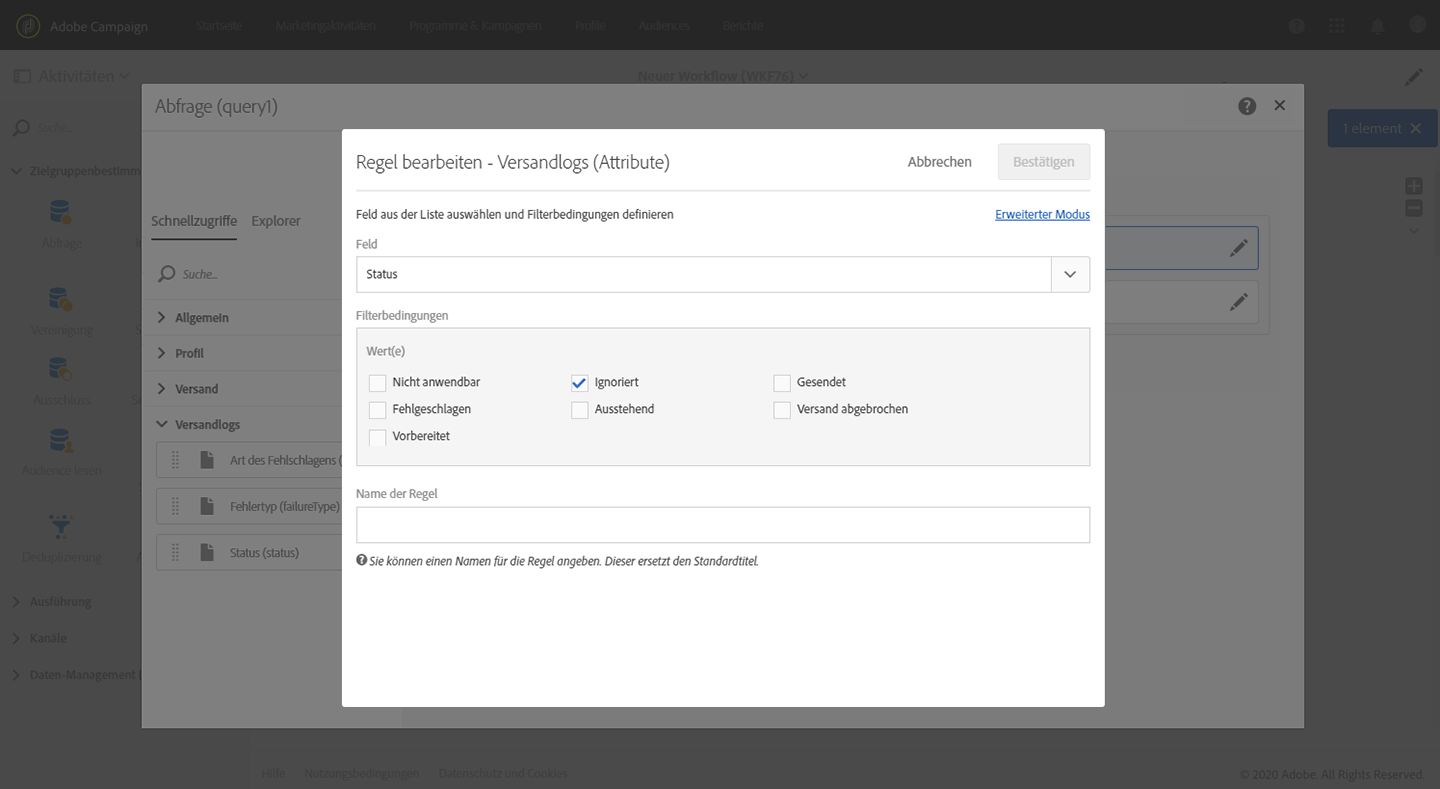 Adobe Campaign Startseite Marketingaktivitäten Programme & Kampagnen Profile Audiences Berichte
Aktivitäten Neuer Workflow (WKF76)
Abfrage (query1)
Suche...
1 element
Zielgruppenbestimm
Abfrage
Vereinigung
Ausschluss
Audience lesen
Deduplizierung
Ausführung
Kanäle
Daten-Management (
Schnellzugriffe Explorer
Suche...
Allgemein
Profil
Versand
Versandlogs
Art des Fehlschlagens (
Fehlertyp (failureType)
Status (status)
Regel bearbeiten - Versandlogs (Attribute) Abbrechen Bestätigen
Feld aus der Liste auswählen und Filterbedingungen definieren Erweiterter Modus
Feld
Status
Filterbedingungen
Wert(e)
Nicht anwendbar Ignoriert Gesendet
Fehlgeschlagen Ausstehend Versand abgebrochen
Vorbereitet
Name der Regel
Sie können einen Namen für die Regel angeben. Dieser ersetzt den Standardtitel.
Hilfe Nutzungsbedingungen Datenschutz und Cookies © 2020 Adobe. All Rights Reserved.